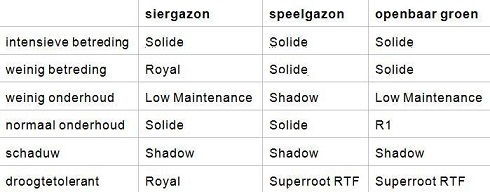 siergazon speelgazon openbaar groen
intensieve betreding Solide Solide Solide
weinig betreding Royal Solide Solide
weinig onderhoud Low Maintenance Shadow Low Maintenance
normaal onderhoud Solide Solide R1
schaduw Shadow Shadow Shadow
droogtetolerant Royal Superroot RTF Superroot RTF